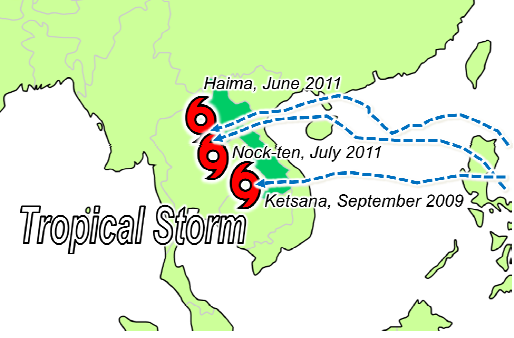 Haima, June 2011
Nock-ten, July 2011
Ketsana, September 2009
Tropical Storm